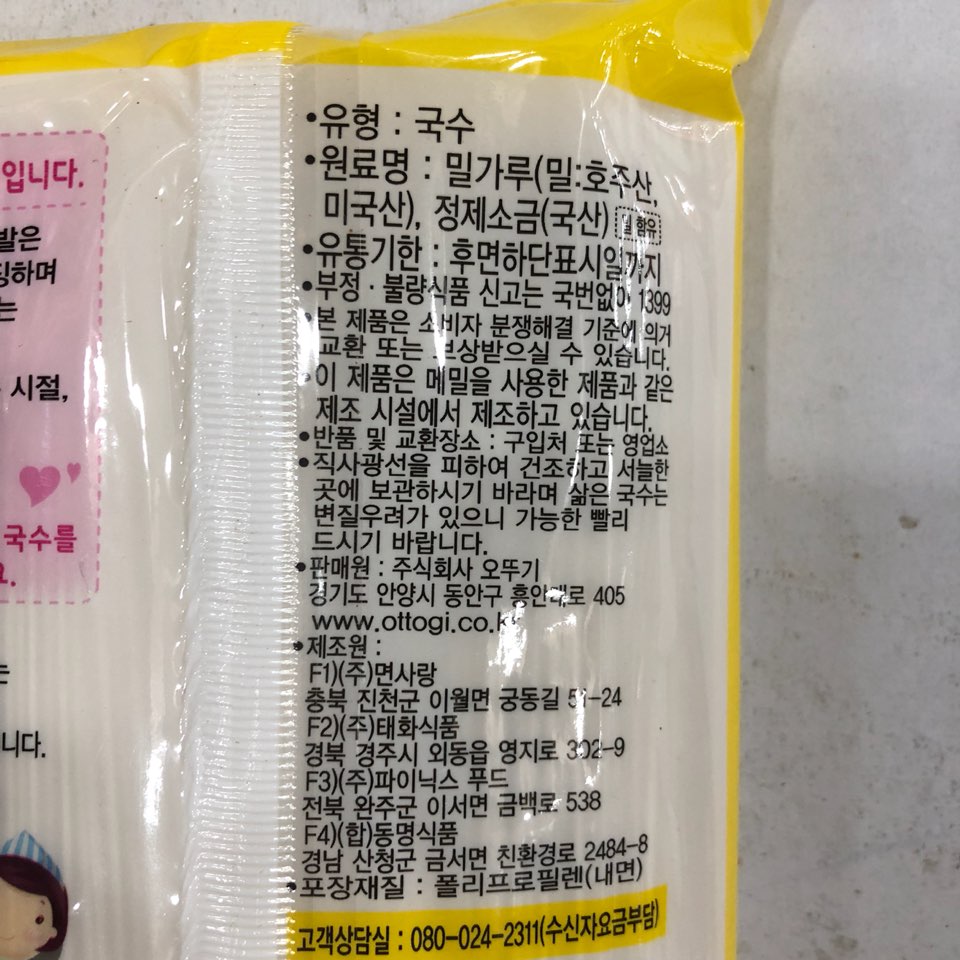 입니다.
발은
하며
는
시절,
국수를
니다.
•유형 : 국수
•원료명 : 밀가루(밀:호주산,
미국산), 정제소금(국산) 밀 함유
•유통기한 : 후면하단표시일까지
•부정·불량식품 신고는 국번없이 1399
•본 제품은 소비자 분쟁해결 기준에 의거
교환 또는 보상받으실 수 있습니다.
•이 제품은 메밀을 사용한 제품과 같은
제조 시설에서 제조하고 있습니다.
•반품 및 교환장소 : 구입처 또는 영업소
•직사광선을 피하여 건조하고 서늘한
곳에 보관하시기 바라며 삶은 국수는
변질우려가 있으니 가능한 빨리
드시기 바랍니다.
•판매원 : 주식회사 오뚜기
경기도 안양시 동안구 흥안대로 405
www.ottogi.co.kr
•제조원 :
F1)(주)면사랑
충북 진천군 이월면 궁동길 51-24
F2)(주)태화식품
경북 경주시 외동읍 영지로 302-9
F3)(주)파이닉스 푸드
전북 완주군 이서면 금백로 538
F4)(합)동명식품
경남 산청군 금서면 친환경로 2484-8
•포장재질 : 폴리프로필렌(내면)
고객상담실 : 080-024-2311(수신자요금부담)